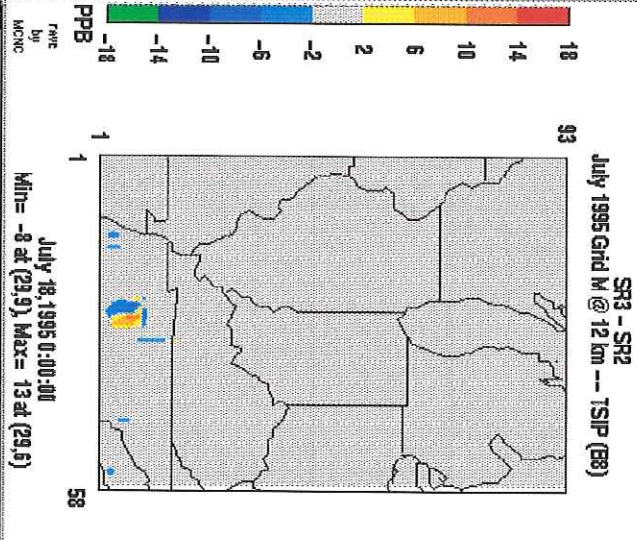 SR3 - SR2
July 1995 Grid M @ 12 km --- TSIP (B8)
18
14
10
6
2
-2
-6
-10
-14
-18
PPB
PAVE
by
MCNC
93
1
1
58
July 18,1995 0:00:00
Min= -8 at (29,9), Max= 13 at (29,6)